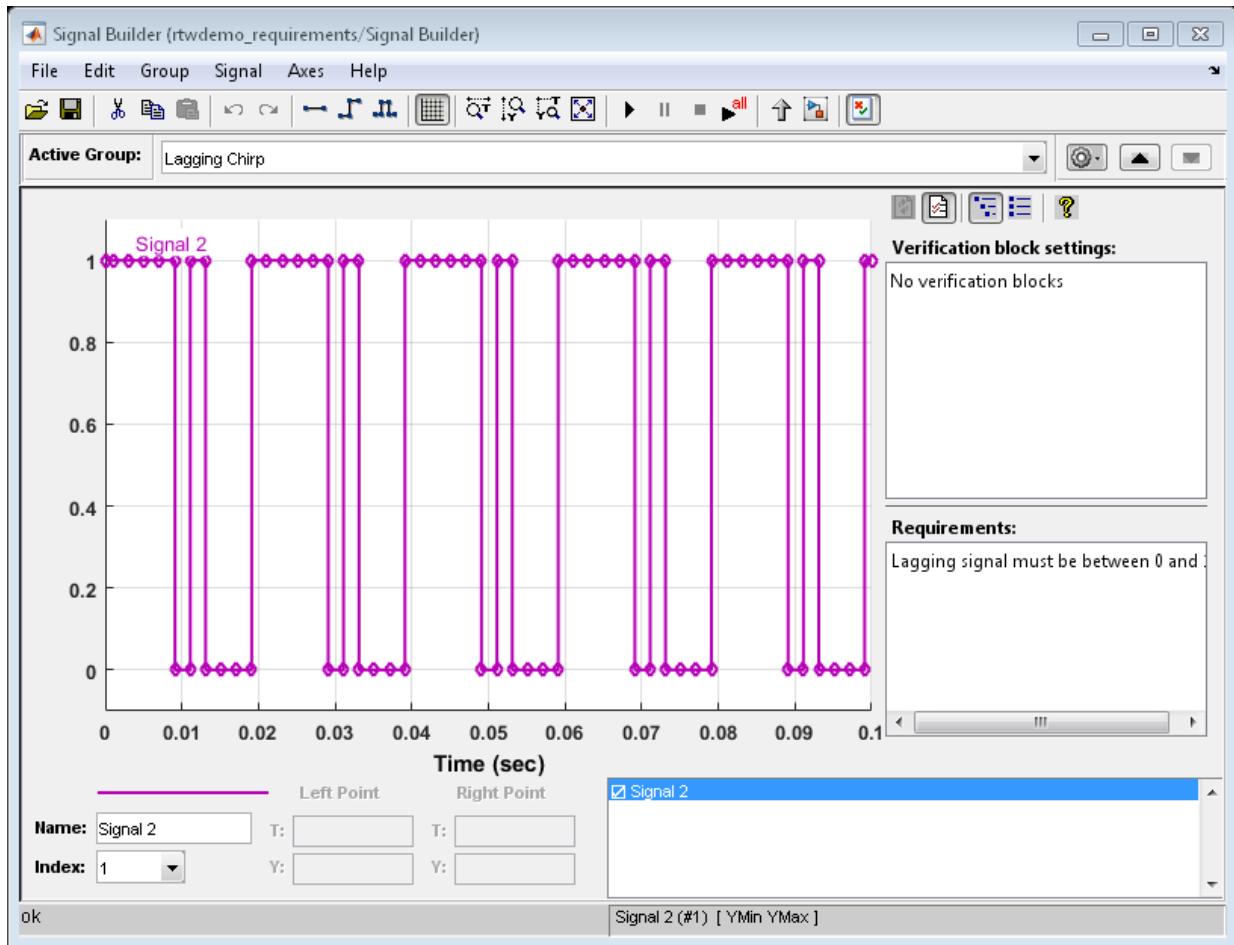 Signal Builder (rtwdemo_requirements/Signal Builder)
File Edit Group Signal Axes Help
all
Active Group: Lagging Chirp
Signal 2
1
0.8
0.6
0.4
0.2
0
0 0.01 0.02 0.03 0.04 0.05 0.06 0.07 0.08 0.09 0.1
Time (sec)
Verification block settings:
No verification blocks
Requirements:
Lagging signal must be between 0 and
Left Point Right Point
Name: Signal 2 T: T:
Index: 1 Y: Y:
Signal 2
ok
Signal 2 (#1) [ YMin YMax ]